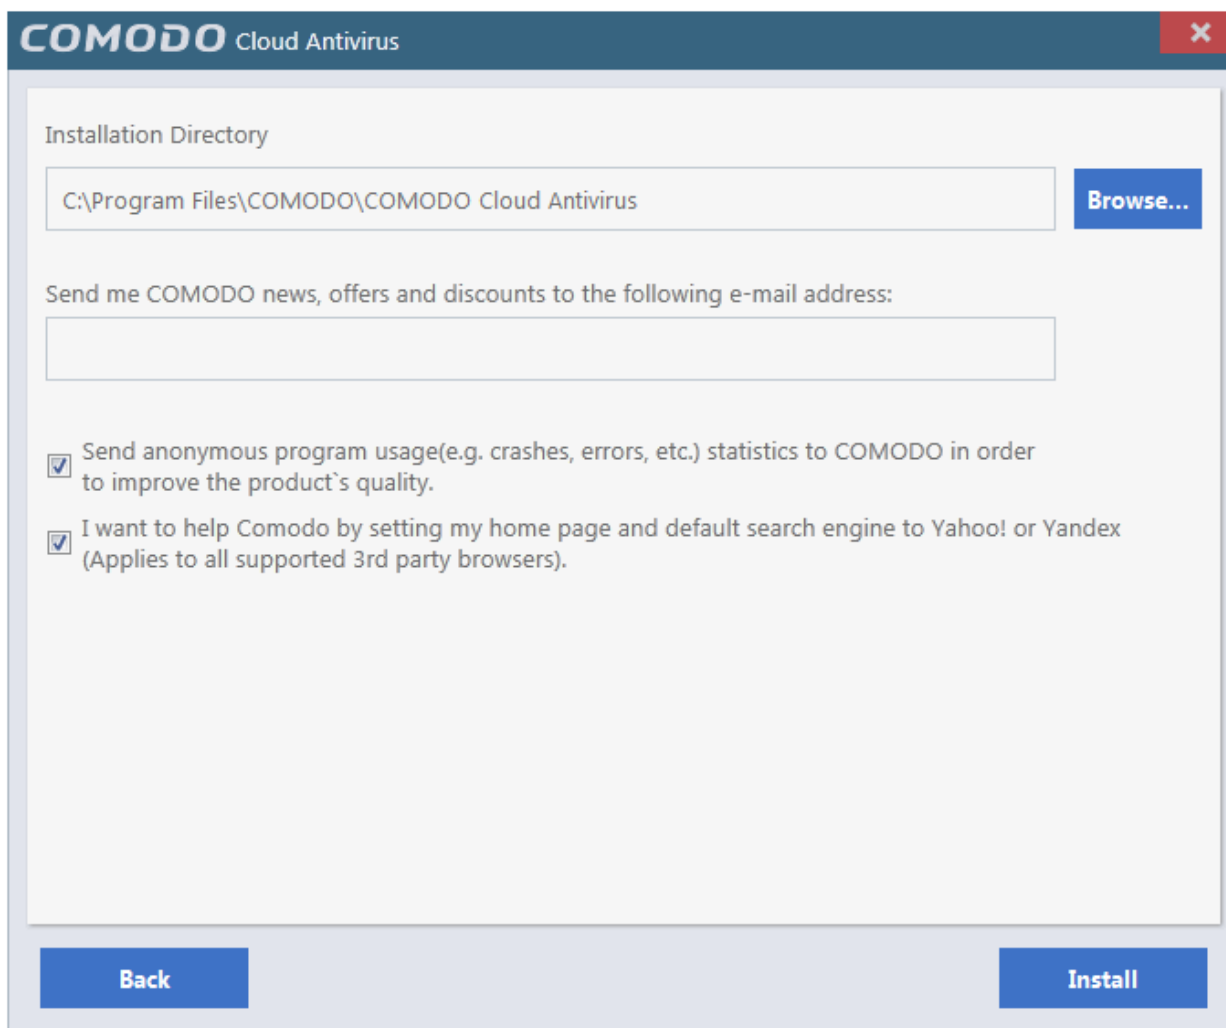 COMODO Cloud Antivirus
Installation Directory
C:\Program Files\COMODO\COMODO Cloud Antivirus
Browse...
Send me COMODO news, offers and discounts to the following e-mail address:
Send anonymous program usage(e.g. crashes, errors, etc.) statistics to COMODO in order
to improve the product`s quality.
I want to help Comodo by setting my home page and default search engine to Yahoo! or Yandex
(Applies to all supported 3rd party browsers).
Back
Install